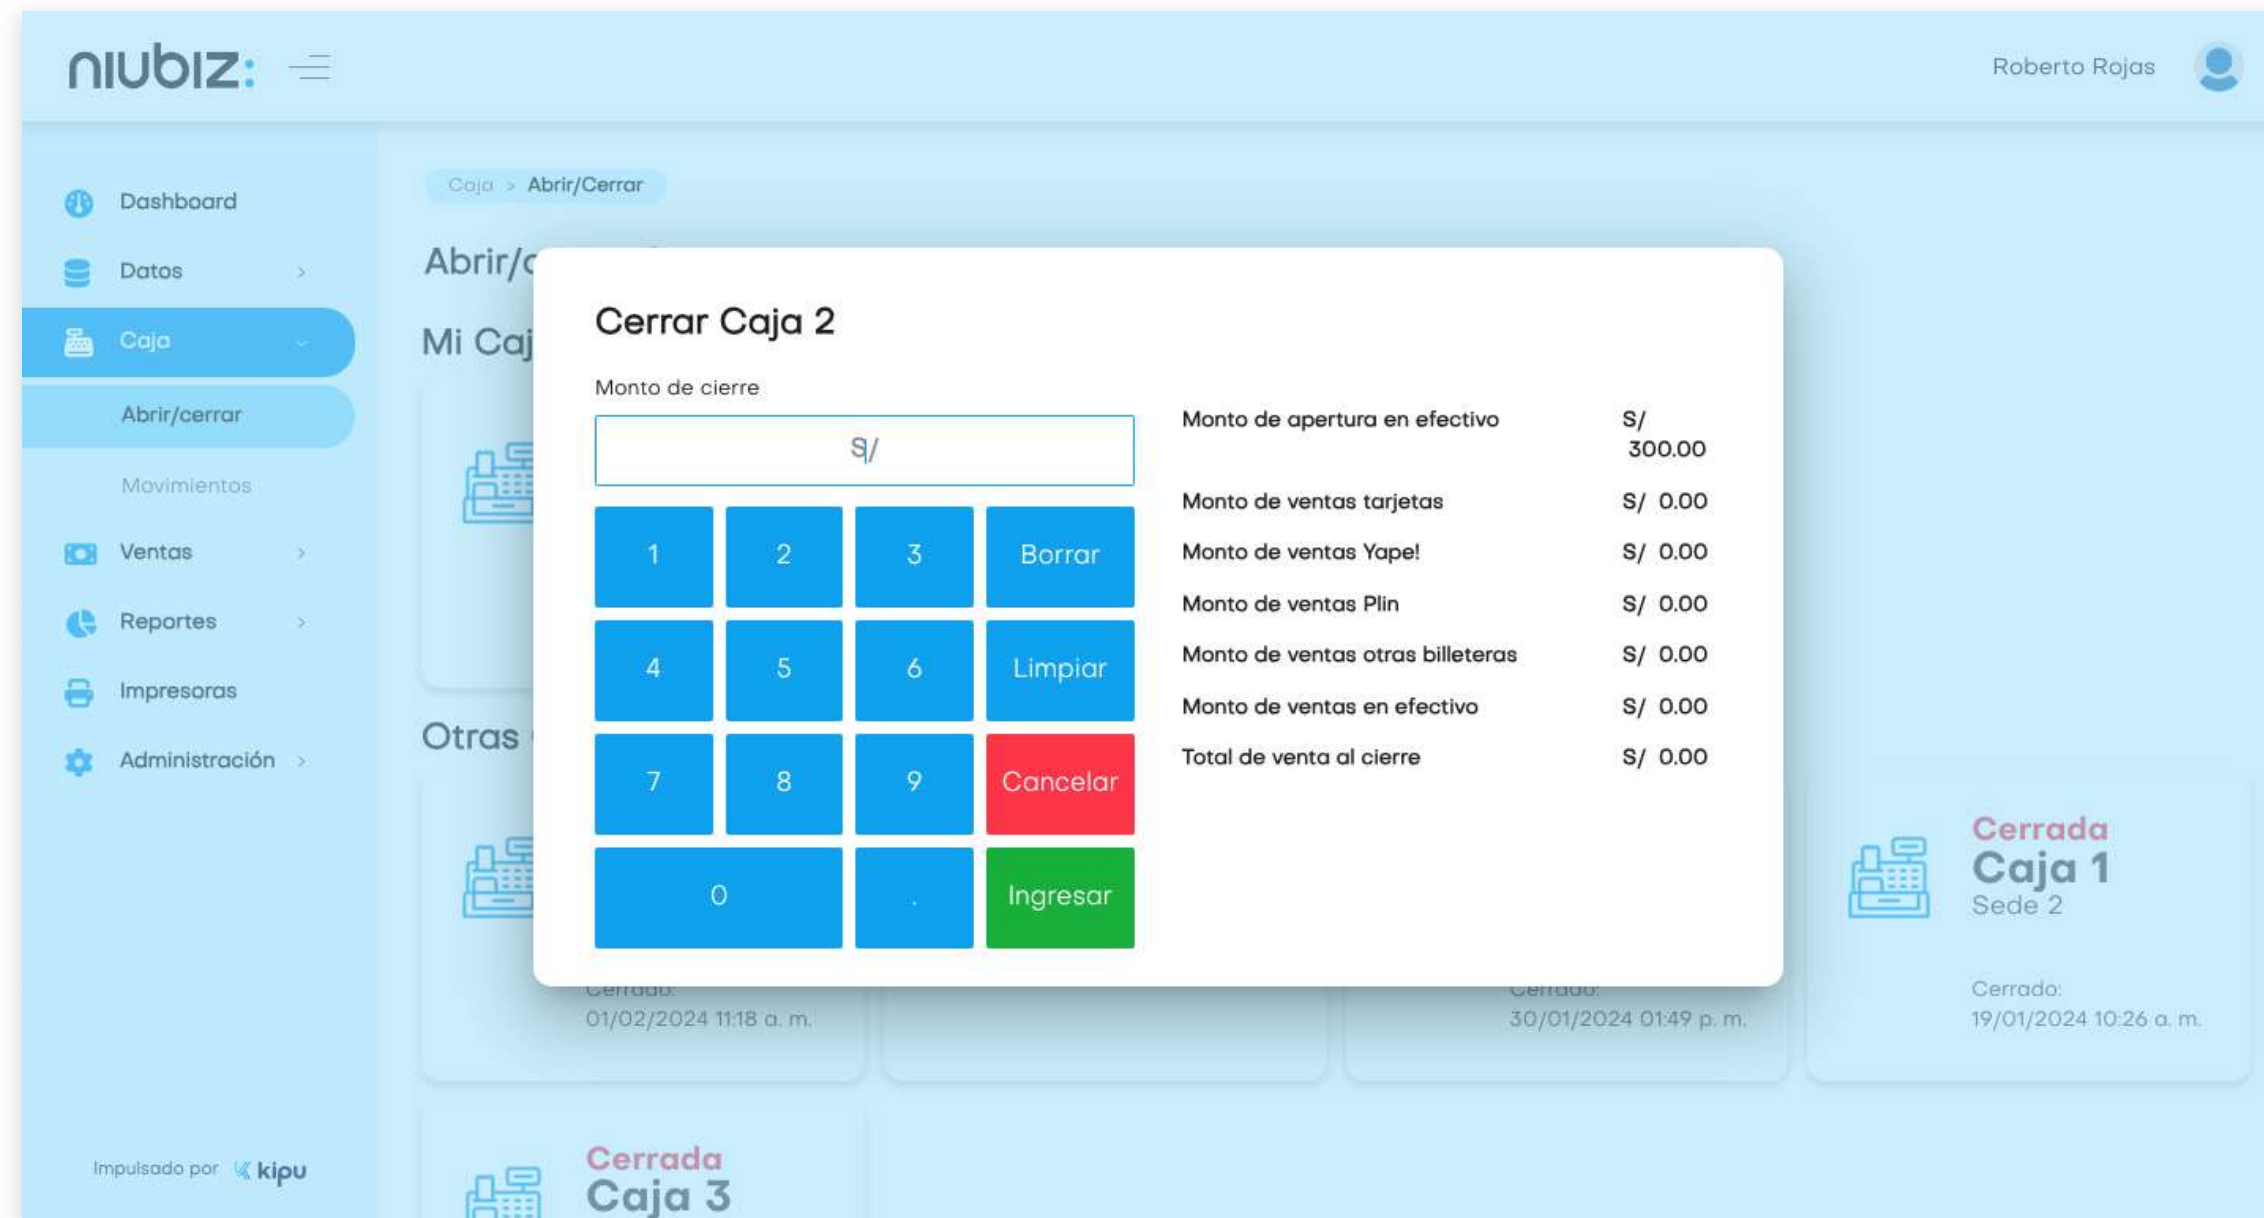 niubiz:
Roberto Rojas
Dashboard
Datos
Caja
Abrir/cerrar
Movimientos
Ventas
Reportes
Impresoras
Administración
Impulsado por kipu
Caja > Abrir/Cerrar
Abrir/c
Mi Caj
Otras
Cerrar Caja 2
Monto de cierre
S/
1 2 3 Borrar
4 5 6 Limpiar
7 8 9 Cancelar
0 . Ingresar
Monto de apertura en efectivo S/
300.00
Monto de ventas tarjetas S/ 0.00
Monto de ventas Yape! S/ 0.00
Monto de ventas Plin S/ 0.00
Monto de ventas otras billeteras S/ 0.00
Monto de ventas en efectivo S/ 0.00
Total de venta al cierre S/ 0.00
Cerrado:
01/02/2024 11:18 a. m.
Cerrado:
30/01/2024 01:49 p. m.
Cerrada
Caja 1
Sede 2
Cerrado:
19/01/2024 10:26 a. m.
Cerrada
Caja 3